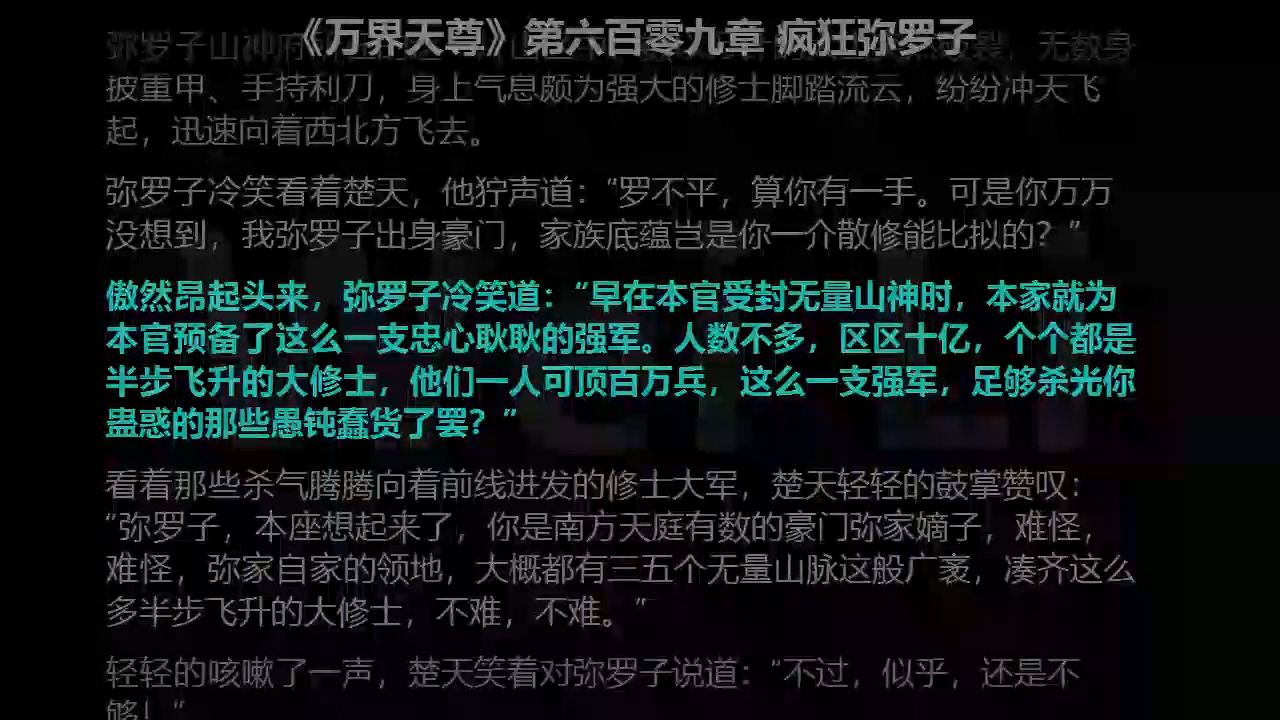 《万界天尊》第六百零九章 疯狂弥罗子
弥罗子山神府 裂，无数身
披重甲、手持利刀，身上气息颇为强大的修士脚踏流云，纷纷冲天飞
起，迅速向着西北方飞去。
弥罗子冷笑看着楚天，他狞声道：“罗不平，算你有一手。可是你万万
没想到，我弥罗子出身豪门，家族底蕴岂是你一介散修能比拟的？”
傲然昂起头来，弥罗子冷笑道：“早在本官受封无量山神时，本家就为
本官预备了这么一支忠心耿耿的强军。人数不多，区区十亿，个个都是
半步飞升的大修士，他们一人可顶百万兵，这么一支强军，足够杀光你
蛊惑的那些愚钝蠢货了罢？”
看着那些杀气腾腾向着前线进发的修士大军，楚天轻轻的鼓掌赞叹：
“弥罗子，本座想起来了，你是南方天庭有数的豪门弥家嫡子，难怪，
难怪，弥家自家的领地，大概都有三五个无量山脉这般广袤，凑齐这么
多半步飞升的大修士，不难，不难。”
轻轻的咳嗽了一声，楚天笑着对弥罗子说道：“不过，似乎，还是不
够！”